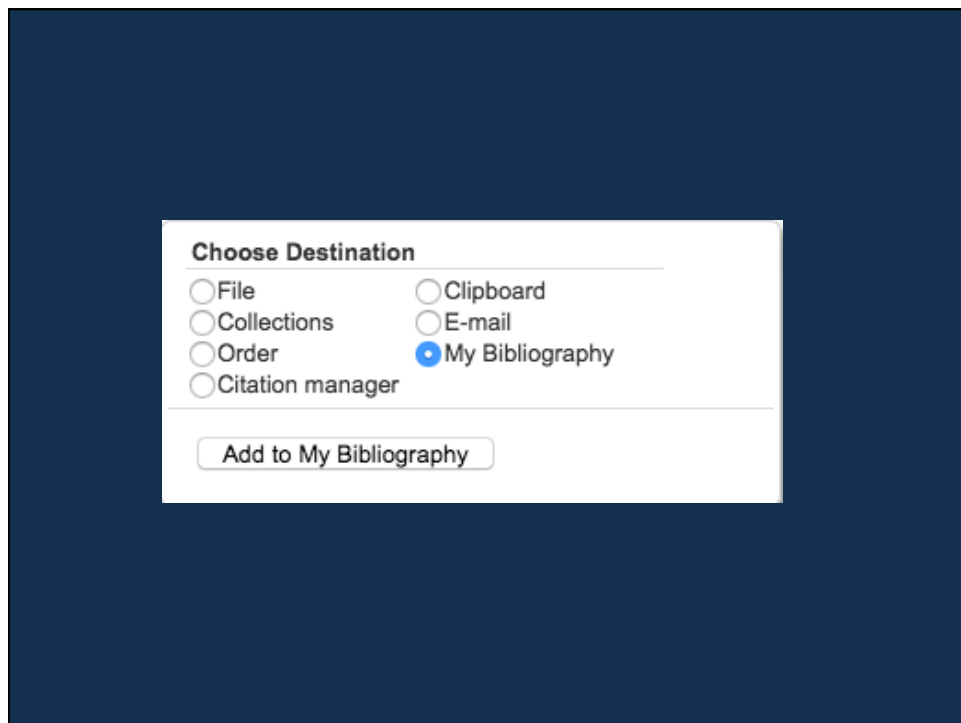 Choose Destination
File Clipboard
Collections E-mail
Order My Bibliography
Citation manager
Add to My Bibliography